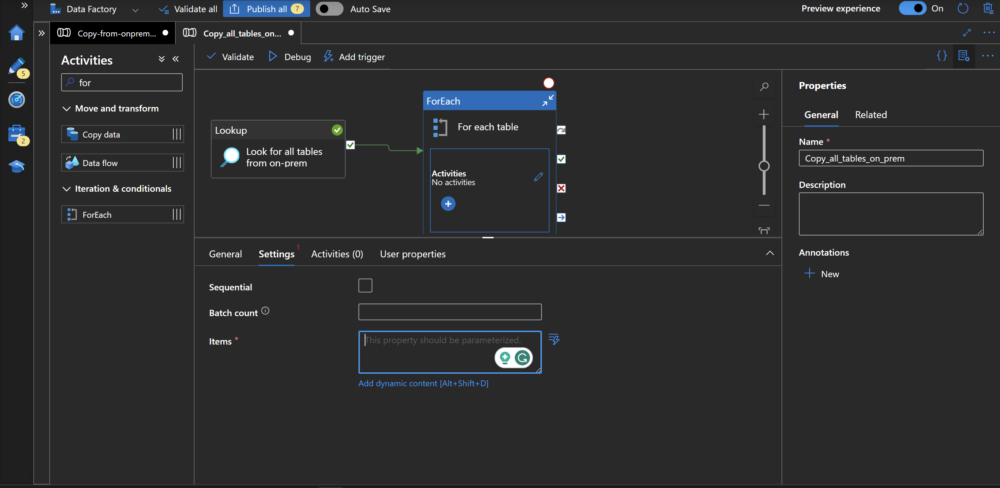 Data Factory
Validate all
Publish all 7
Auto Save
Preview experience
On
Copy-from-onprem...
Copy_all_tables_on...
5
2
Activities
for
Move and transform
Copy data
Data flow
Iteration & conditionals
ForEach
Validate
Debug
Add trigger
Lookup
Look for all tables
from on-prem
ForEach
For each table
Activities
No activities
General
Settings 1
Activities (0)
User properties
Sequential
Batch count
Items *
This property should be parameterized.
Add dynamic content [Alt+Shift+D]
Properties
General
Related
Name *
Copy_all_tables_on_prem
Description
Annotations
New